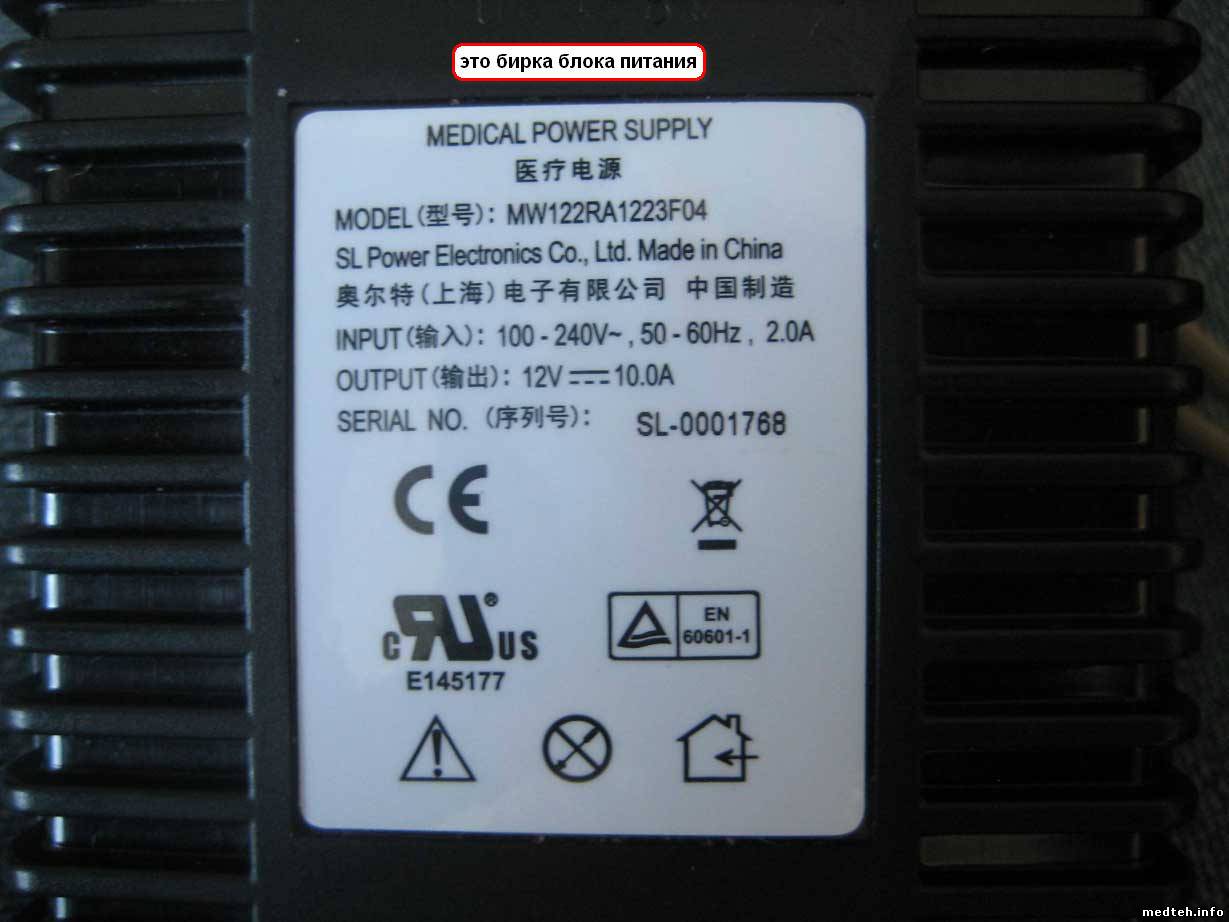 это бирка блока питания
MEDICAL POWER SUPPLY
医疗电源
MODEL(型号): MW122RA1223F04
SL Power Electronics Co., Ltd. Made in China
奥尔特(上海)电子有限公司 中国制造
INPUT(输入): 100 - 240V~ , 50 - 60Hz , 2.0A
OUTPUT(输出): 12V⎓10.0A
SERIAL NO. (序列号): SL-0001768
CE
c RU ® US
E145177
EN
60601-1
medteh.info